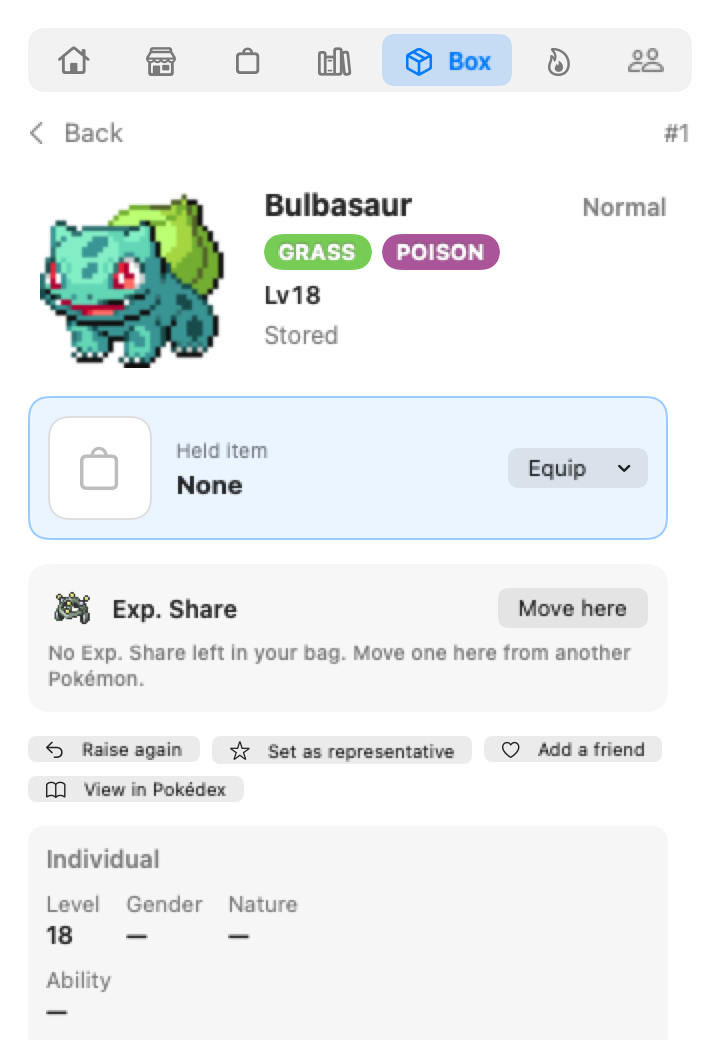 Box
Back
#1
Bulbasaur
Normal
GRASS POISON
Lv18
Stored
Held item
None
Equip
Exp. Share
Move here
No Exp. Share left in your bag. Move one here from another
Pokémon.
Raise again
Set as representative
Add a friend
View in Pokédex
Individual
Level Gender Nature
18 — —
Ability
—